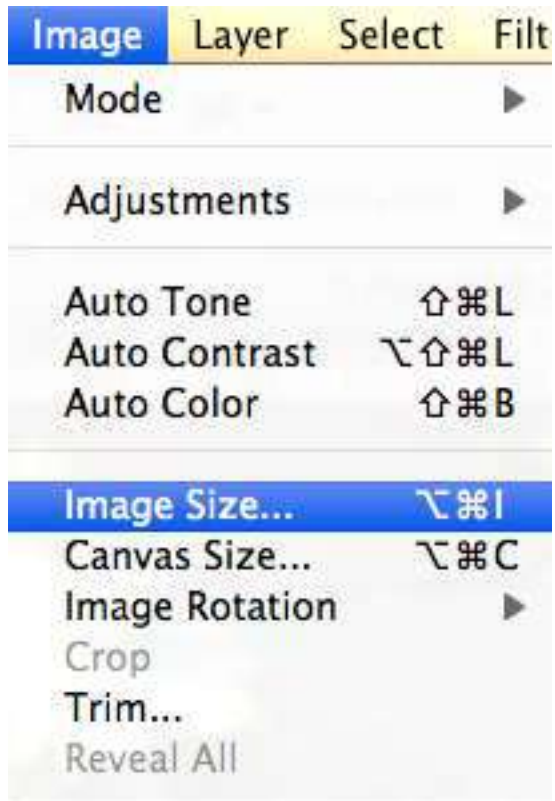 Image Layer Select Filt
Mode ▶
Adjustments ▶
Auto Tone ⇧⌘L
Auto Contrast ⌥⇧⌘L
Auto Color ⇧⌘B
Image Size... ⌥⌘I
Canvas Size... ⌥⌘C
Image Rotation ▶
Crop
Trim...
Reveal All